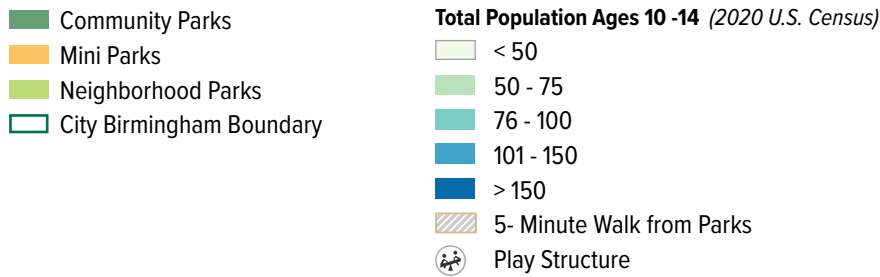 Community Parks
Mini Parks
Neighborhood Parks
City Birmingham Boundary
Total Population Ages 10 -14 (2020 U.S. Census)
< 50
50 - 75
76 - 100
101 - 150
> 150
5- Minute Walk from Parks
Play Structure